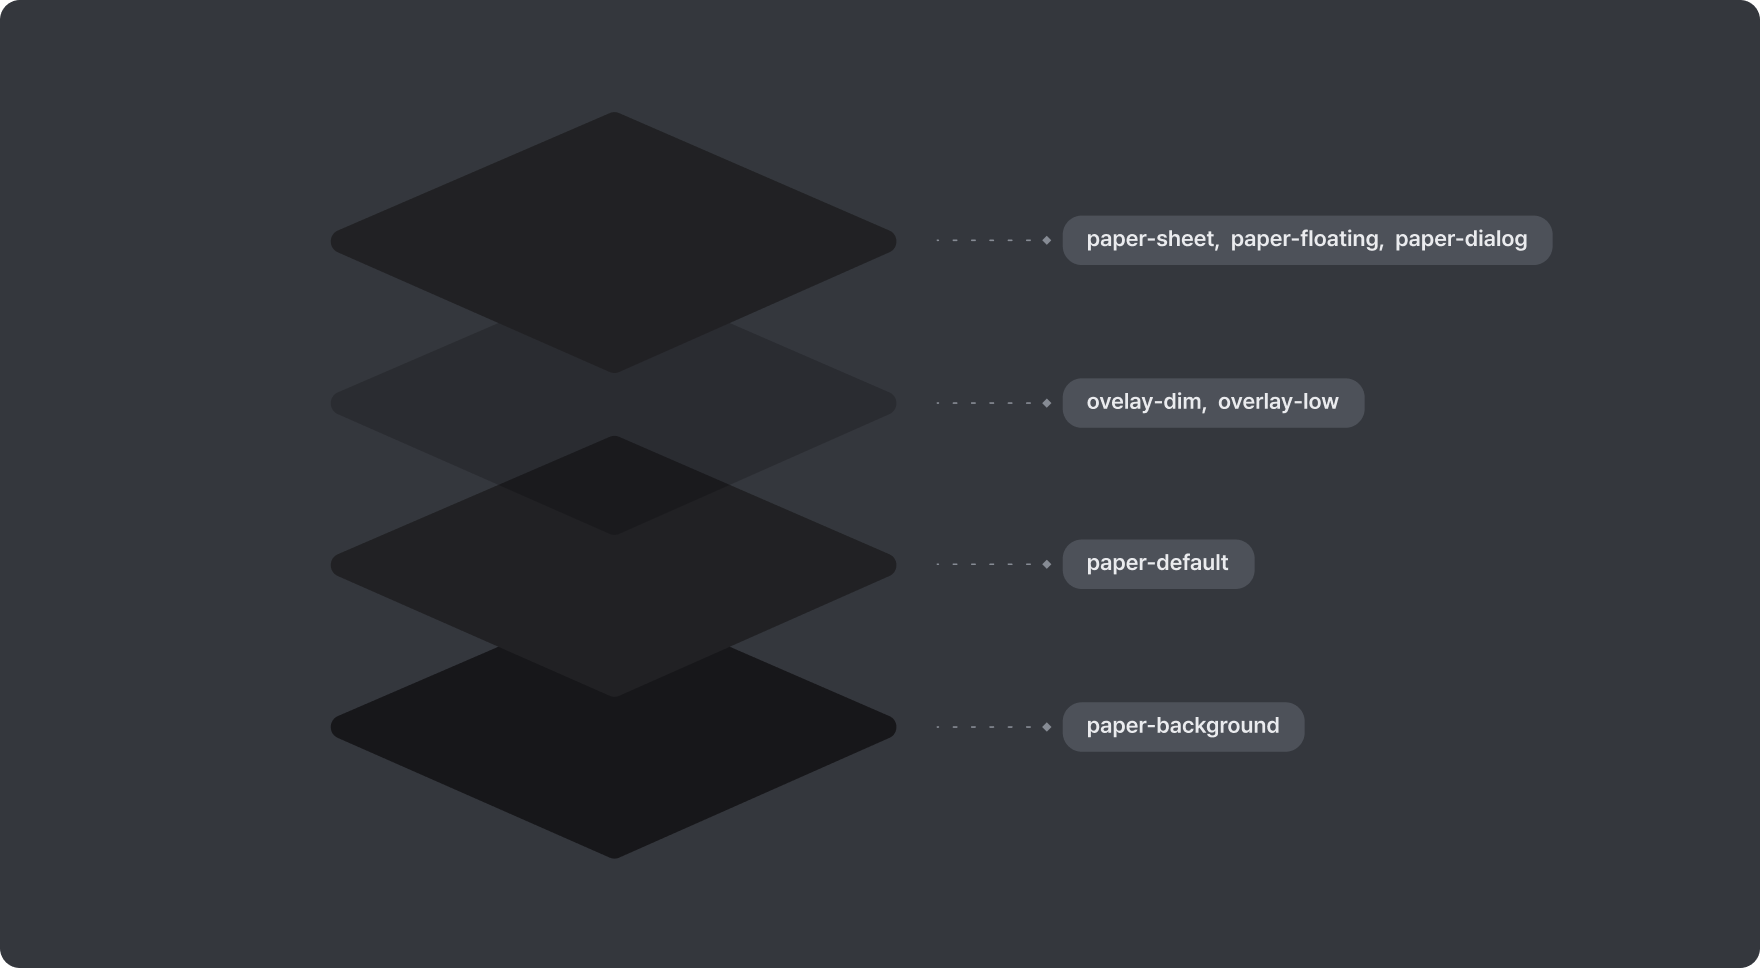 paper-sheet, paper-floating, paper-dialog
ovelay-dim, overlay-low
paper-default
paper-background